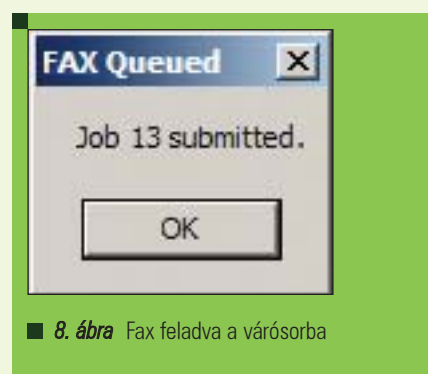 FAX Queued
Job 13 submitted.
OK
8. ábra Fax feladva a várósorba